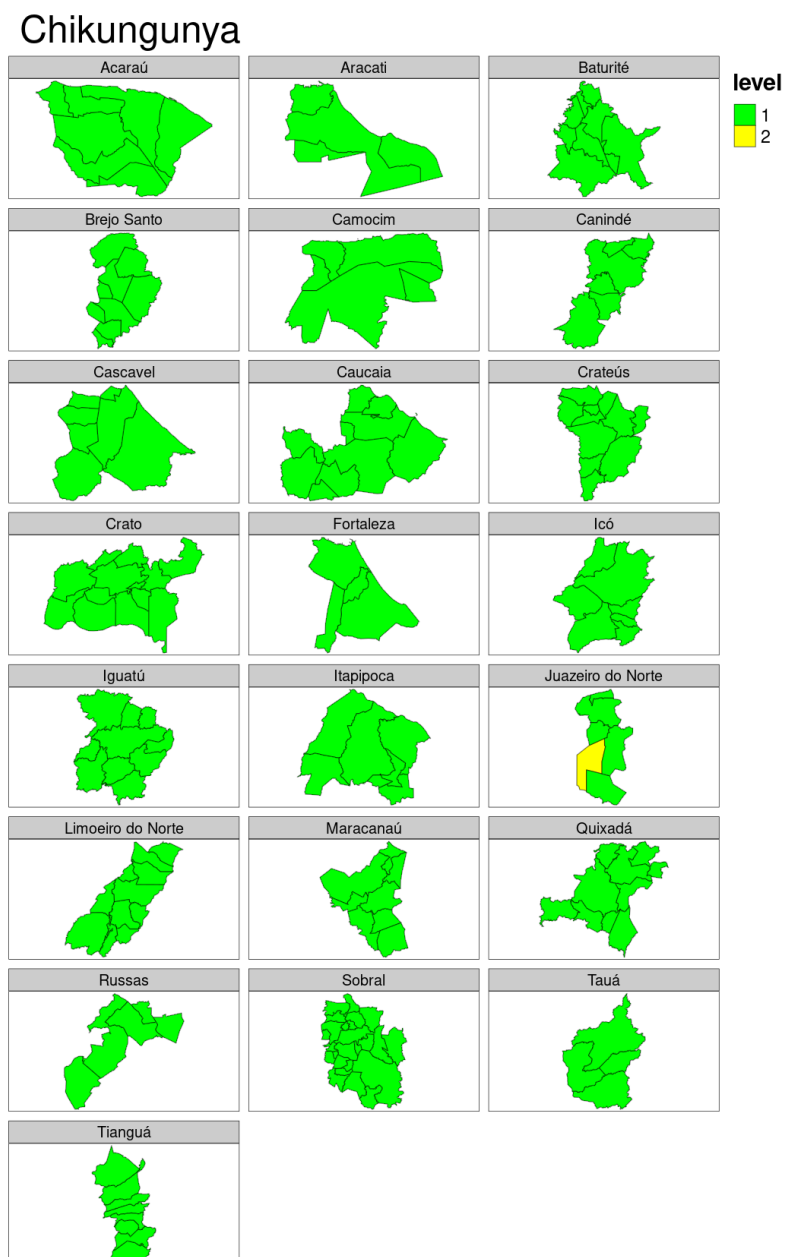 Chikungunya
Acaraú
Aracati
Baturité
level
1
2
Brejo Santo
Camocim
Canindé
Cascavel
Caucaia
Crateús
Crato
Fortaleza
Icó
Iguatú
Itapipoca
Juazeiro do Norte
Limoeiro do Norte
Maracanaú
Quixadá
Russas
Sobral
Tauá
Tianguá